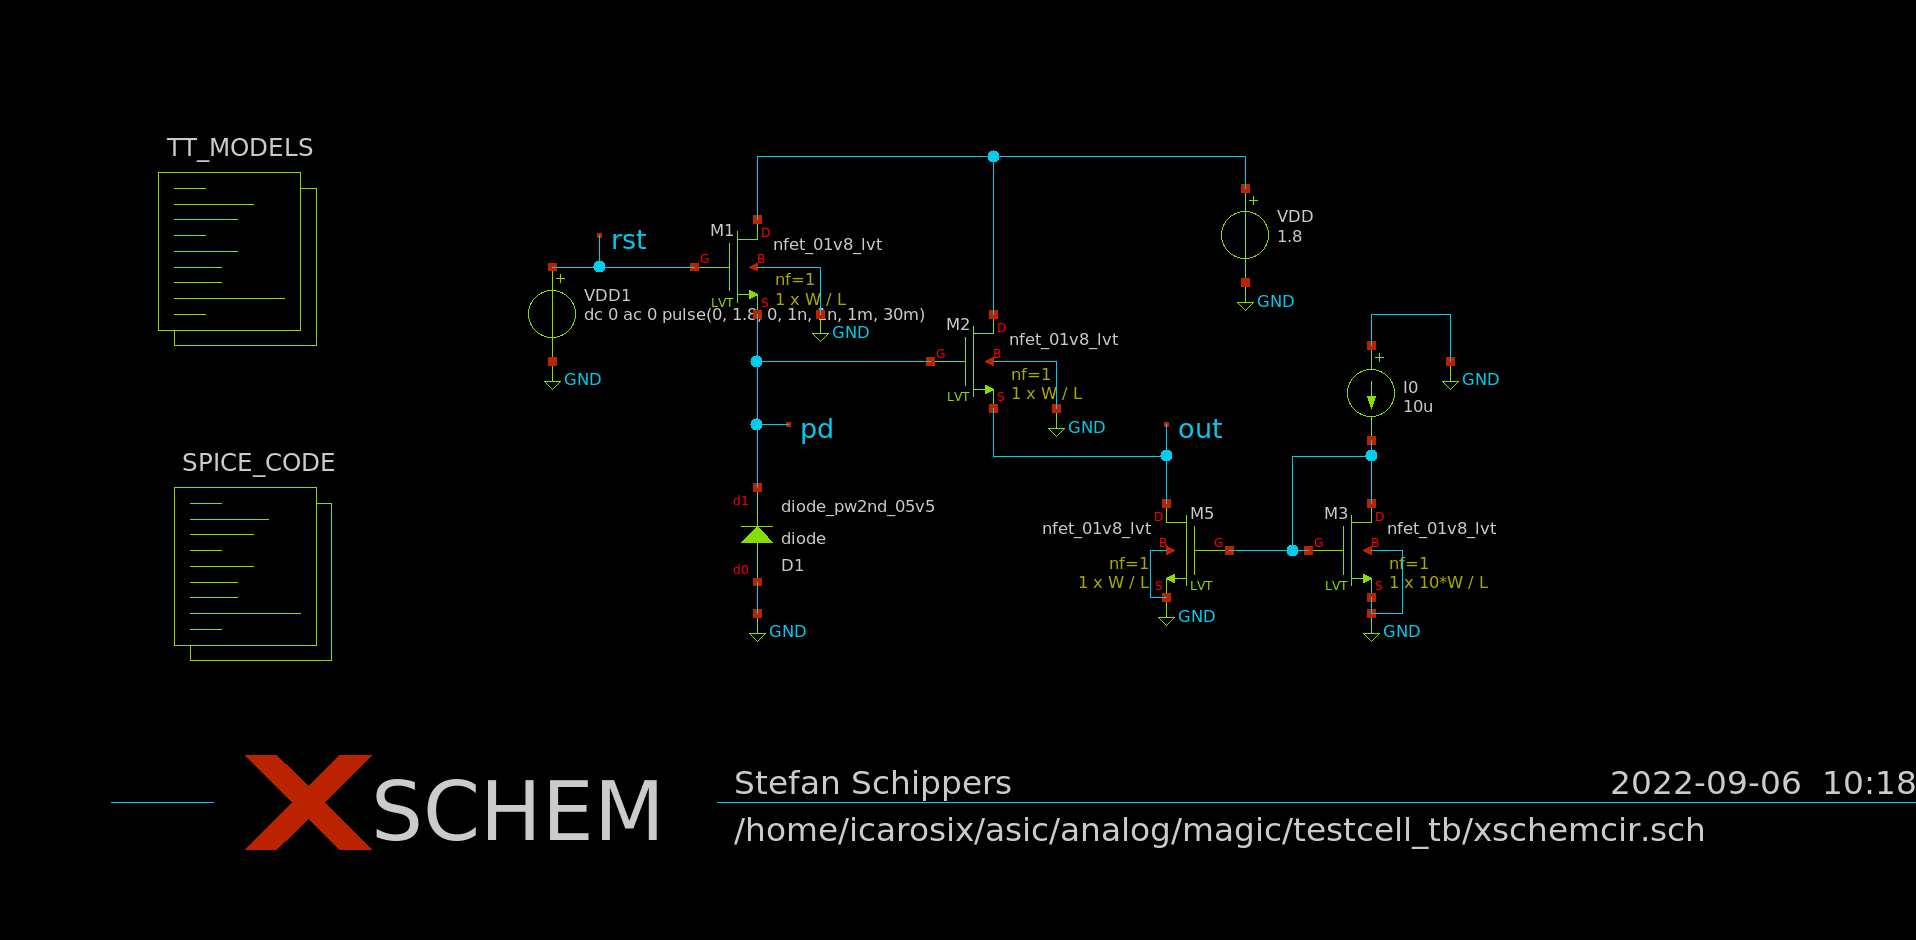 TT_MODELS
SPICE_CODE
rst
VDD1
dc 0 ac 0 pulse(0, 1.8, 0, 1n, 1n, 1m, 30m)
+
GND
M1
D
G
B
S
LVT
nfet_01v8_lvt
nf=1
1 x W / L
GND
M2
D
G
B
S
LVT
nfet_01v8_lvt
nf=1
1 x W / L
GND
pd
d1
d0
diode_pw2nd_05v5
diode
D1
GND
+
VDD
1.8
GND
out
M5
D
G
B
S
LVT
nfet_01v8_lvt
nf=1
1 x W / L
GND
+
I0
10u
GND
M3
D
G
B
S
LVT
nfet_01v8_lvt
nf=1
1 x 10*W / L
GND
XSCHEM
Stefan Schippers
2022-09-06 10:18
/home/icarosix/asic/analog/magic/testcell_tb/xschemcir.sch